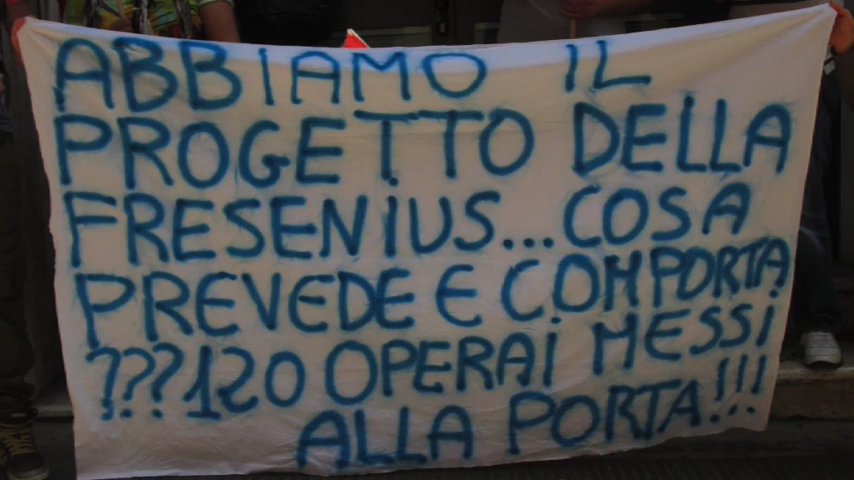 ABBIAMO IL
PROGETTO DELLA
FRESENIUS...COSA
PREVEDE E COMPORTA
???120 OPERAI MESSI
ALLA PORTA!!!